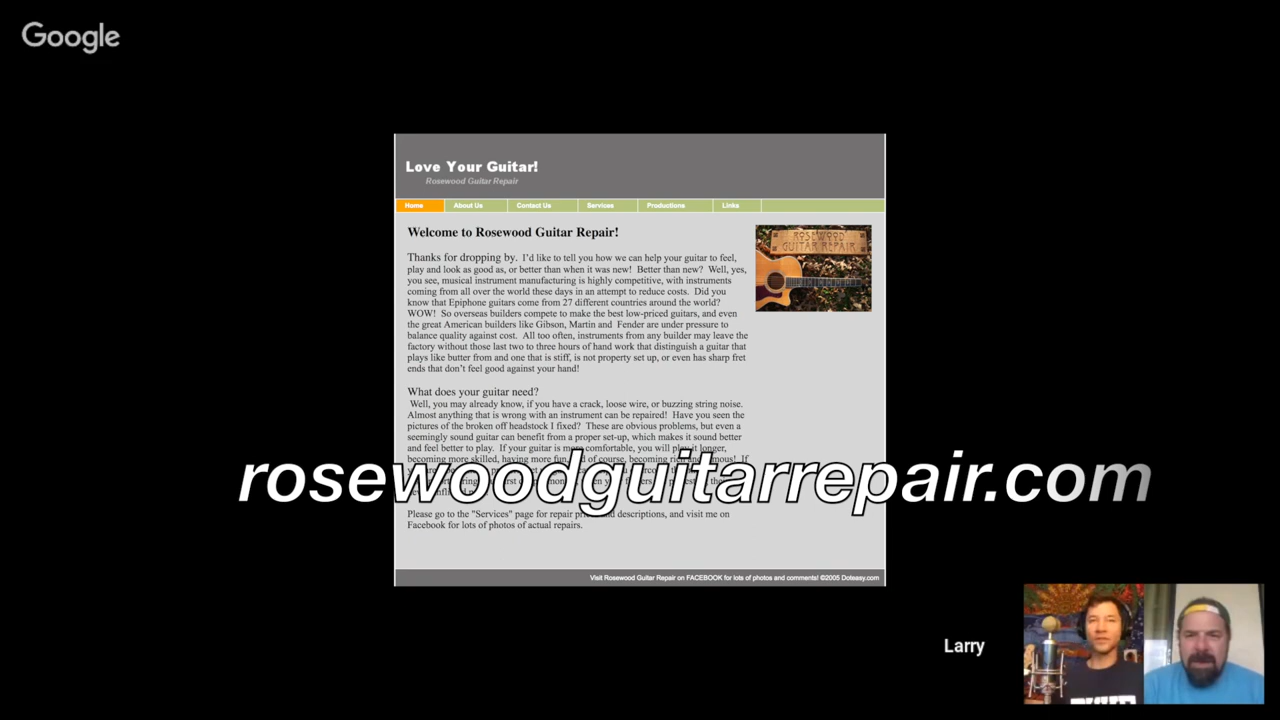 Google
Love Your Guitar!
Rosewood Guitar Repair
Home About Us Contact Us Services Productions Links
Welcome to Rosewood Guitar Repair!
ROSEWOOD
GUITAR REPAIR
Thanks for dropping by. I'd like to tell you how we can help your guitar to feel,
play and look as good as, or better than when it was new! Better than new? Well, yes,
you see, musical instrument manufacturing is highly competitive, with instruments
coming from all over the world these days in an attempt to reduce costs. Did you
know that Epiphone guitars come from 27 different countries around the world?
WOW! So overseas builders compete to make the best low-priced guitars, and even
the great American builders like Gibson, Martin and Fender are under pressure to
balance quality against cost. All too often, instruments from any builder may leave the
factory without those last two to three hours of hand work that distinguish a guitar that
plays like butter from and one that is stiff, is not property set up, or even has sharp fret
ends that don't feel good against your hand!
What does your guitar need?
Well, you may already know, if you have a crack, loose wire, or buzzing string noise.
Almost anything that is wrong with an instrument can be repaired! Have you seen the
pictures of the broken off headstock I fixed? These are obvious problems, but even a
seemingly sound guitar can benefit from a proper set-up, which makes it sound better
and feel better to play. If your guitar is more comfortable, you will play it longer,
becoming more skilled, having more fun, and of course, becoming rich and famous! If
rosewoodguitarrepair.com
Please go to the "Services" page for repair and descriptions, and visit me on
Facebook for lots of photos of actual repairs.
Visit Rosewood Guitar Repair on FACEBOOK for lots of photos and comments! ©2005 Doteasy.com
Larry